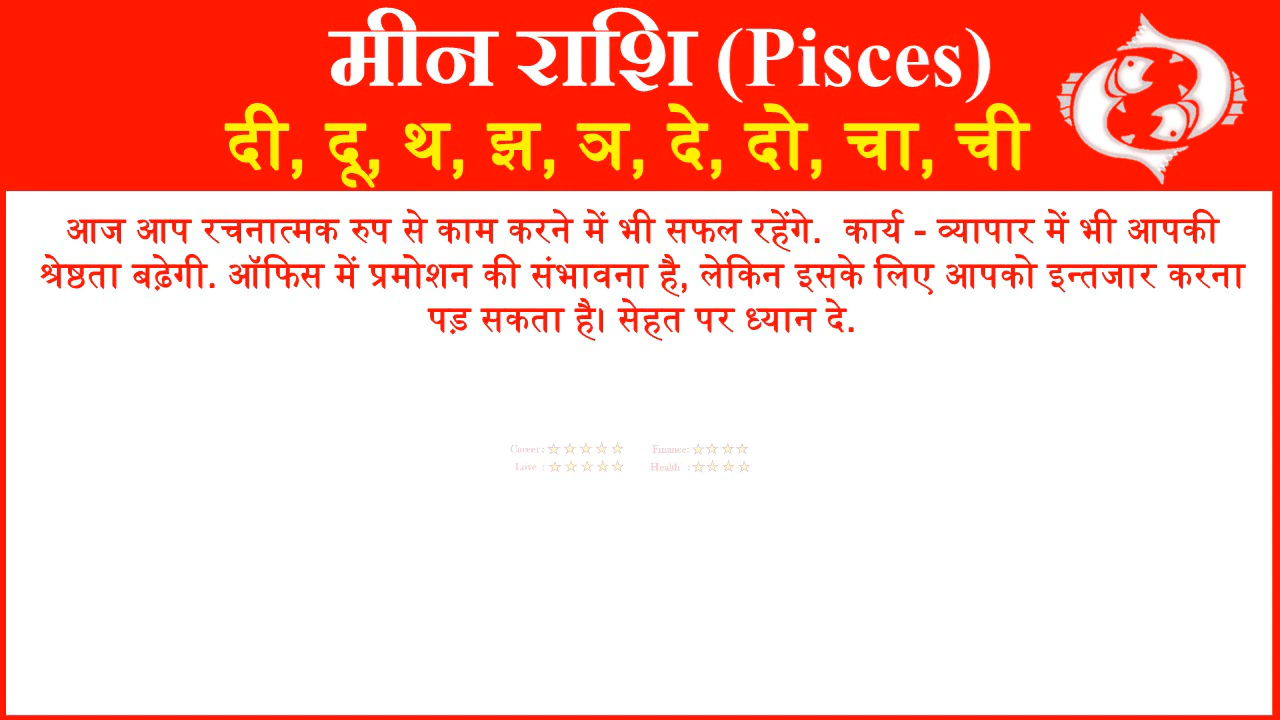 मीन राशि (Pisces)
दी, दू, थ, झ, ञ, दे, दो, चा, ची
आज आप रचनात्मक रुप से काम करने में भी सफल रहेंगे. कार्य - व्यापार में भी आपकी
श्रेष्ठता बढ़ेगी. ऑफिस में प्रमोशन की संभावना है, लेकिन इसके लिए आपको इन्तजार करना
पड़ सकता है। सेहत पर ध्यान दे.
Career : ☆☆☆☆☆ Finance: ☆☆☆☆
Love : ☆☆☆☆☆ Health : ☆☆☆☆